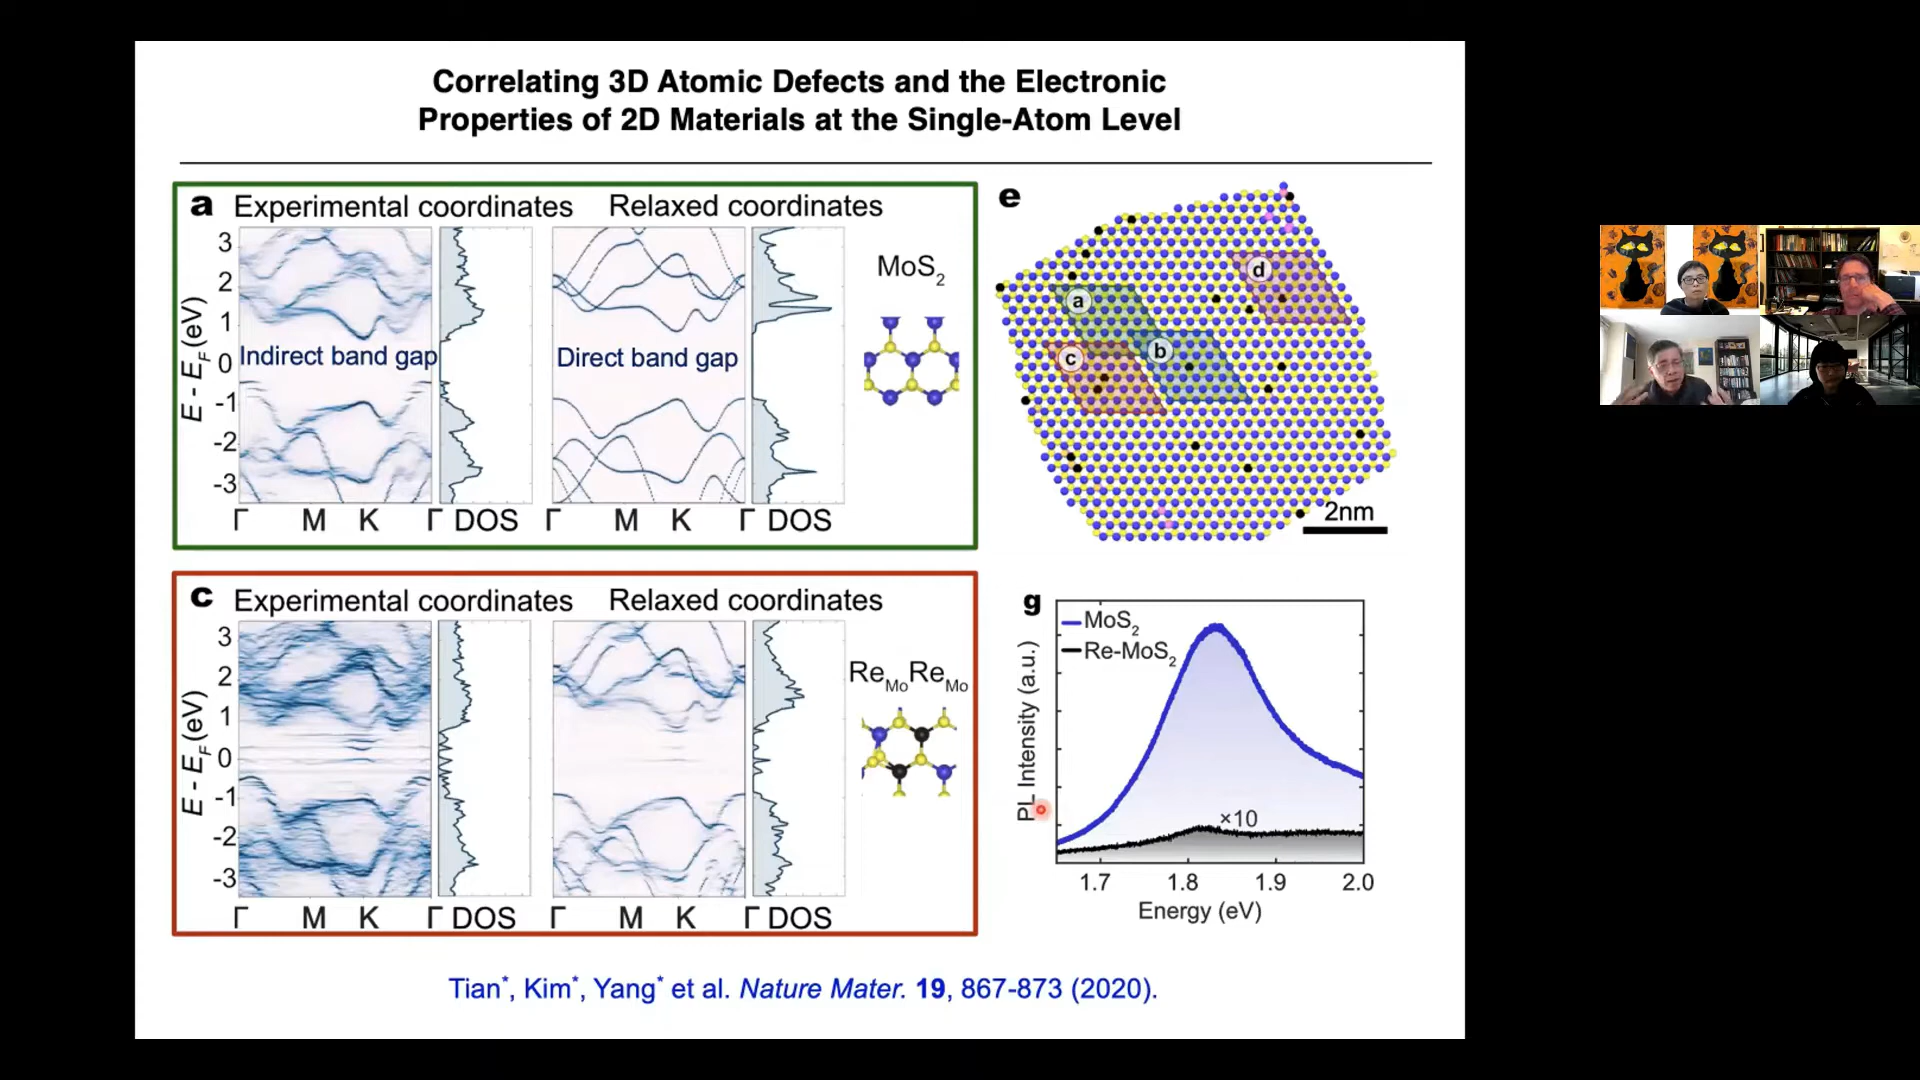 Correlating 3D Atomic Defects and the Electronic
Properties of 2D Materials at the Single-Atom Level
a Experimental coordinates Relaxed coordinates
3
2
1
0
-1
-2
-3
E - E_F (eV)
Indirect band gap
Direct band gap
MoS2
Γ M K Γ DOS Γ M K Γ DOS
e
a
b
c
d
2nm
c Experimental coordinates Relaxed coordinates
3
2
1
0
-1
-2
-3
E - E_F (eV)
ReMoReMo
Γ M K Γ DOS Γ M K Γ DOS
g
MoS2
Re-MoS2
PL Intensity (a.u.)
×10
1.7 1.8 1.9 2.0
Energy (eV)
Tian*, Kim*, Yang* et al. Nature Mater. 19, 867-873 (2020).